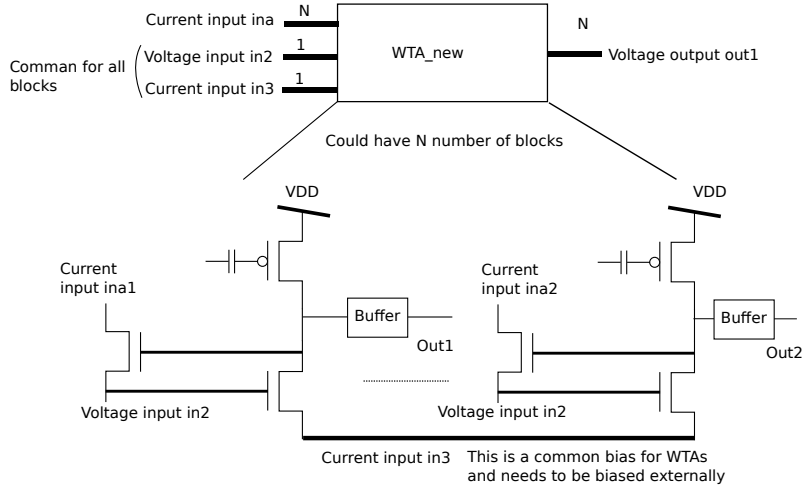 Current input ina
N
N
Comman for all
blocks
Voltage input in2
1
WTA_new
Voltage output out1
Current input in3
1
Could have N number of blocks
VDD
VDD
Current
input ina1
Current
input ina2
Buffer
Buffer
Out1
Out2
Voltage input in2
Voltage input in2
Current input in3
This is a common bias for WTAs
and needs to be biased externally